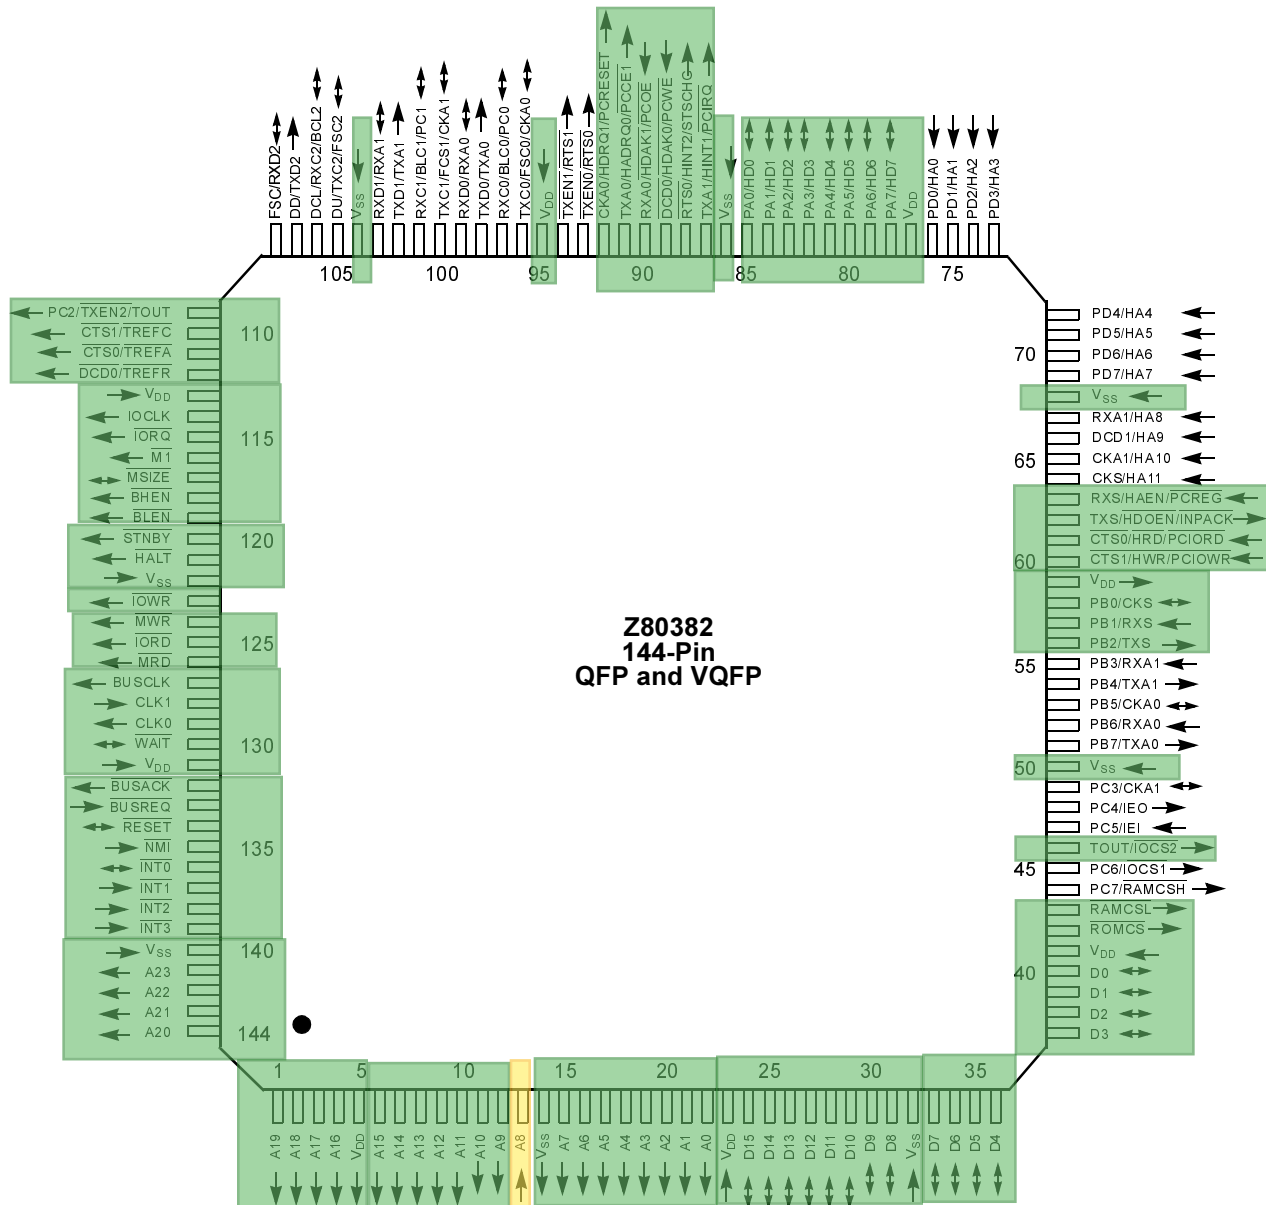 FSC/RXD2
DD/TXD2
DCL/RXC2/BCL2
DU/TXC2/FSC2
VSS
RXD1/RXA1
TXD1/TXA1
RXC1/BLC1/PC1
TXC1/FCS1/CKA1
RXD0/RXA0
TXD0/TXA0
RXC0/BLC0/PC0
TXC0/FSC0/CKA0
VDD
TXEN1/RTS1
TXEN0/RTS0
CKA0/HDRQ1/PCRESET
TXA0/HADRQ0/PCCE1
RXA0/HDAK1/PCOE
DCD0/HDAK0/PCWE
RTS0/HINT2/STSCHG
TXA1/HINT1/PCIRQ
VSS
PA0/HD0
PA1/HD1
PA2/HD2
PA3/HD3
PA4/HD4
PA5/HD5
PA6/HD6
PA7/HD7
VDD
PD0/HA0
PD1/HA1
PD2/HA2
PD3/HA3
105 100 95 90 85 80 75
PC2/TXEN2/TOUT
CTS1/TREFC 110
CTS0/TREFA
DCD0/TREFR
VDD
IOCLK
IORQ 115
M1
MSIZE
BHEN
BLEN
STNBY 120
HALT
VSS
IOWR
MWR
IORD 125
MRD
BUSCLK
CLK1
CLK0
WAIT 130
VDD
BUSACK
BUSREQ
RESET
NMI 135
INT0
INT1
INT2
INT3
VSS 140
A23
A22
A21
A20 144
Z80382
144-Pin
QFP and VQFP
PD4/HA4
PD5/HA5
70 PD6/HA6
PD7/HA7
VSS
RXA1/HA8
DCD1/HA9
65 CKA1/HA10
CKS/HA11
RXS/HAEN/PCREG
TXS/HDOEN/INPACK
CTS0/HRD/PCIORD
60 CTS1/HWR/PCIOWR
VDD
PB0/CKS
PB1/RXS
PB2/TXS
55 PB3/RXA1
PB4/TXA1
PB5/CKA0
PB6/RXA0
PB7/TXA0
50 VSS
PC3/CKA1
PC4/IEO
PC5/IEI
TOUT/IOCS2
45 PC6/IOCS1
PC7/RAMCSH
RAMCSL
ROMCS
VDD
40 D0
D1
D2
D3
1 5 10 15 20 25 30 35
A19
A18
A17
A16
VDD
A15
A14
A13
A12
A11
A10
A9
A8
VSS
A7
A6
A5
A4
A3
A2
A1
A0
VDD
D15
D14
D13
D12
D11
D10
D9
D8
VSS
D7
D6
D5
D4